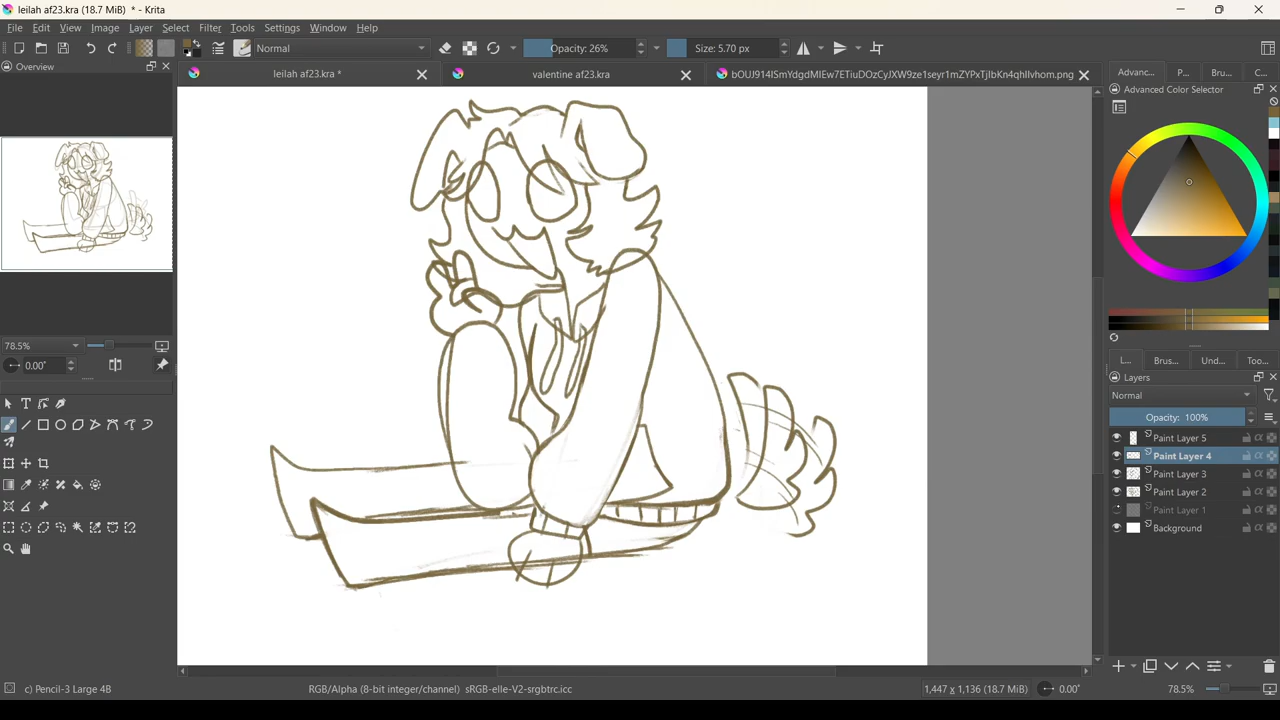 leilah af23.kra (18.7 MiB) * - Krita
File Edit View Image Layer Select Filter Tools Settings Window Help
Normal Opacity: 26% Size: 5.70 px
Overview leilah af23.kra * valentine af23.kra Advanc... P... Bru... C...
Advanced Color Selector
78.5%
0.00°
L... Brus... Und... Too...
Layers
Normal
Opacity: 100%
Paint Layer 5
Paint Layer 4
Paint Layer 3
Paint Layer 2
Paint Layer 1
Background
c) Pencil-3 Large 4B RGB/Alpha (8-bit integer/channel) sRGB-elle-V2-srgbtrc.icc 1,447 x 1,136 (18.7 MiB) 0.00° 78.5%